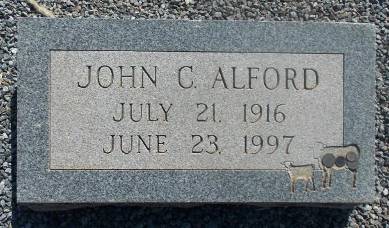 JOHN C. ALFORD
JULY 21, 1916
JUNE 23, 1997